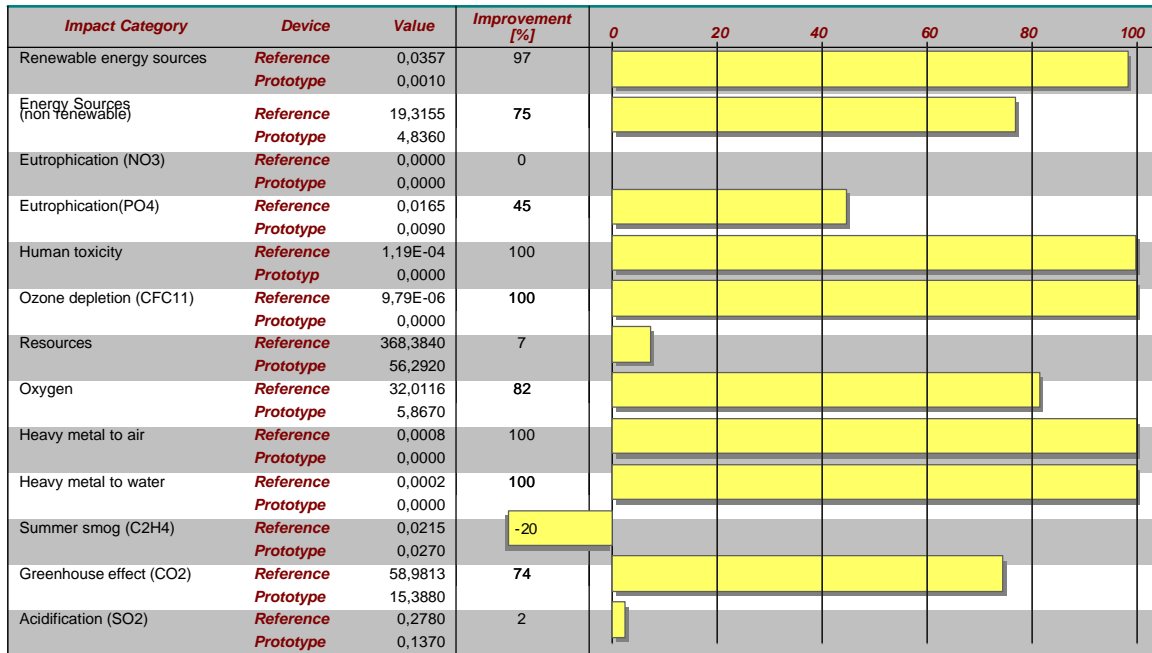 Impact Category Device Value Improvement [%] 0 20 40 60 80 100
Renewable energy sources Reference 0,0357 97
Prototype 0,0010
Energy Sources
(non renewable) Reference 19,3155 75
Prototype 4,8360
Eutrophication (NO3) Reference 0,0000 0
Prototype 0,0000
Eutrophication(PO4) Reference 0,0165 45
Prototype 0,0090
Human toxicity Reference 1,19E-04 100
Prototyp 0,0000
Ozone depletion (CFC11) Reference 9,79E-06 100
Prototype 0,0000
Resources Reference 368,3840 7
Prototype 56,2920
Oxygen Reference 32,0116 82
Prototype 5,8670
Heavy metal to air Reference 0,0008 100
Prototype 0,0000
Heavy metal to water Reference 0,0002 100
Prototype 0,0000
Summer smog (C2H4) Reference 0,0215 -20
Prototype 0,0270
Greenhouse effect (CO2) Reference 58,9813 74
Prototype 15,3880
Acidification (SO2) Reference 0,2780 2
Prototype 0,1370